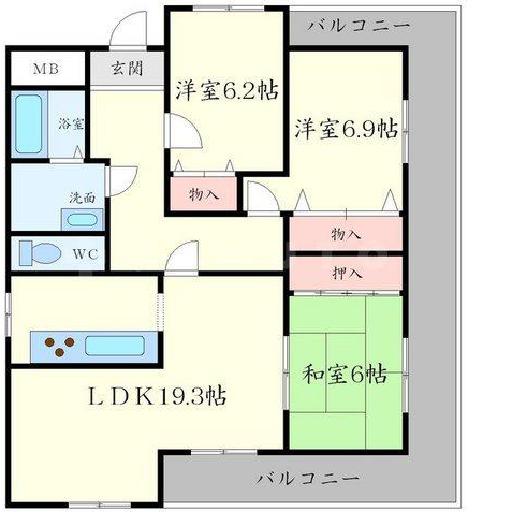 バルコニー
MB
玄関
洋室6.2帖
洋室6.9帖
浴室
洗面
物入
物入
WC
押入
和室6帖
LDK19.3帖
バルコニー